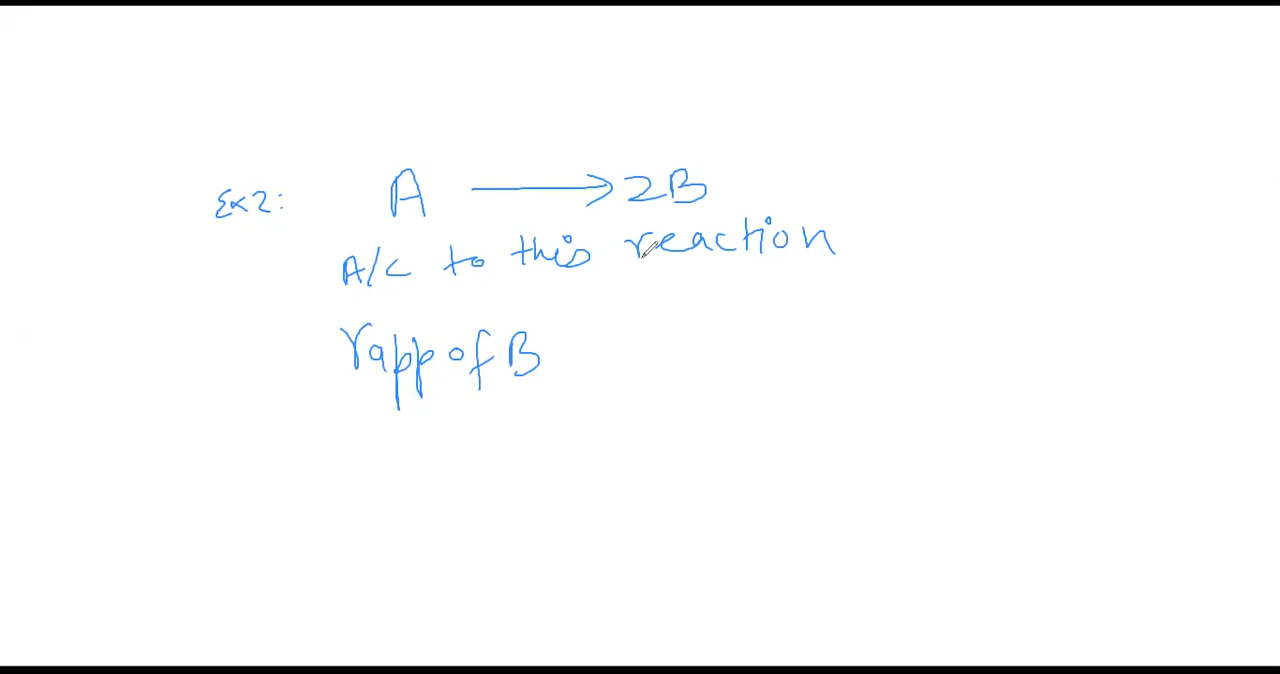 Ex2: A ⟶ 2B
A/c to this reaction
rapp of B